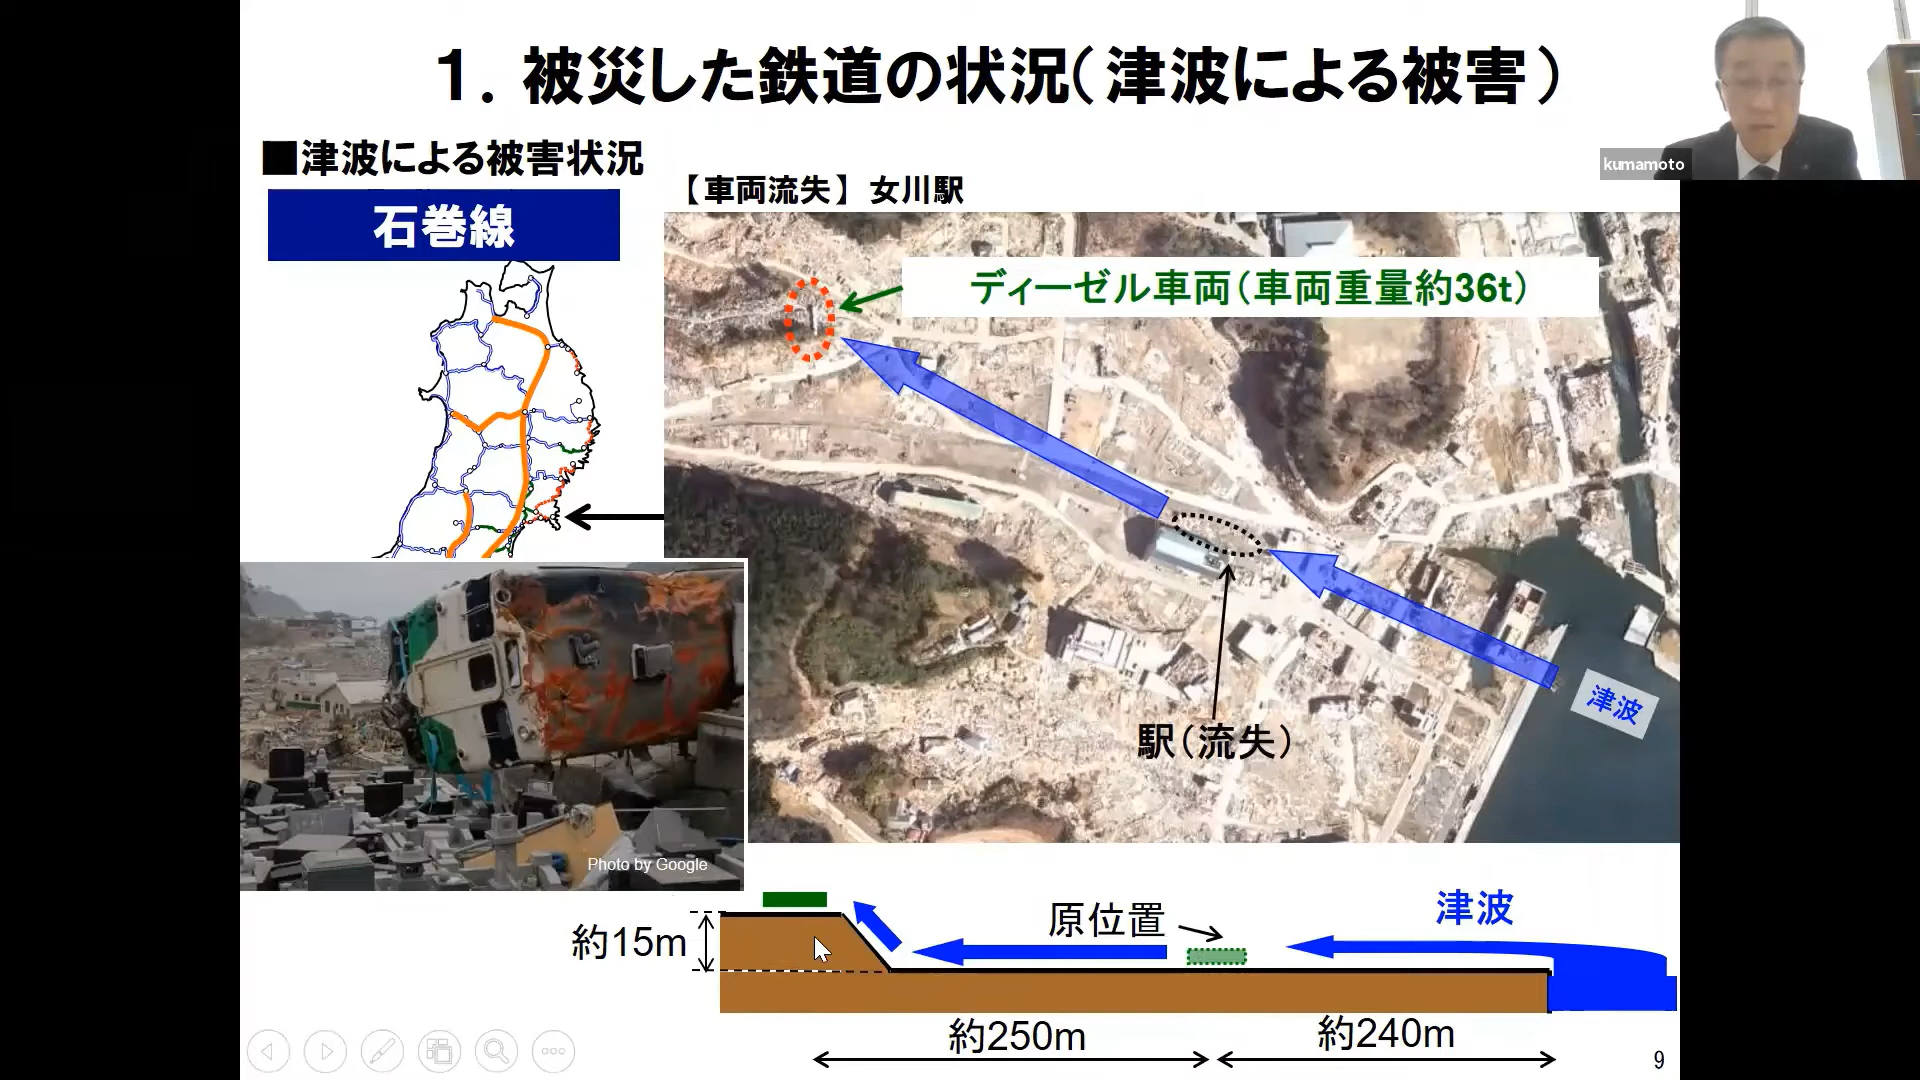 １．被災した鉄道の状況（津波による被害）
kumamoto
■津波による被害状況
石巻線
【車両流失】女川駅
ディーゼル車両（車両重量約36t）
津波
駅（流失）
Photo by Google
津波
原位置
約15m
約250m
約240m
9